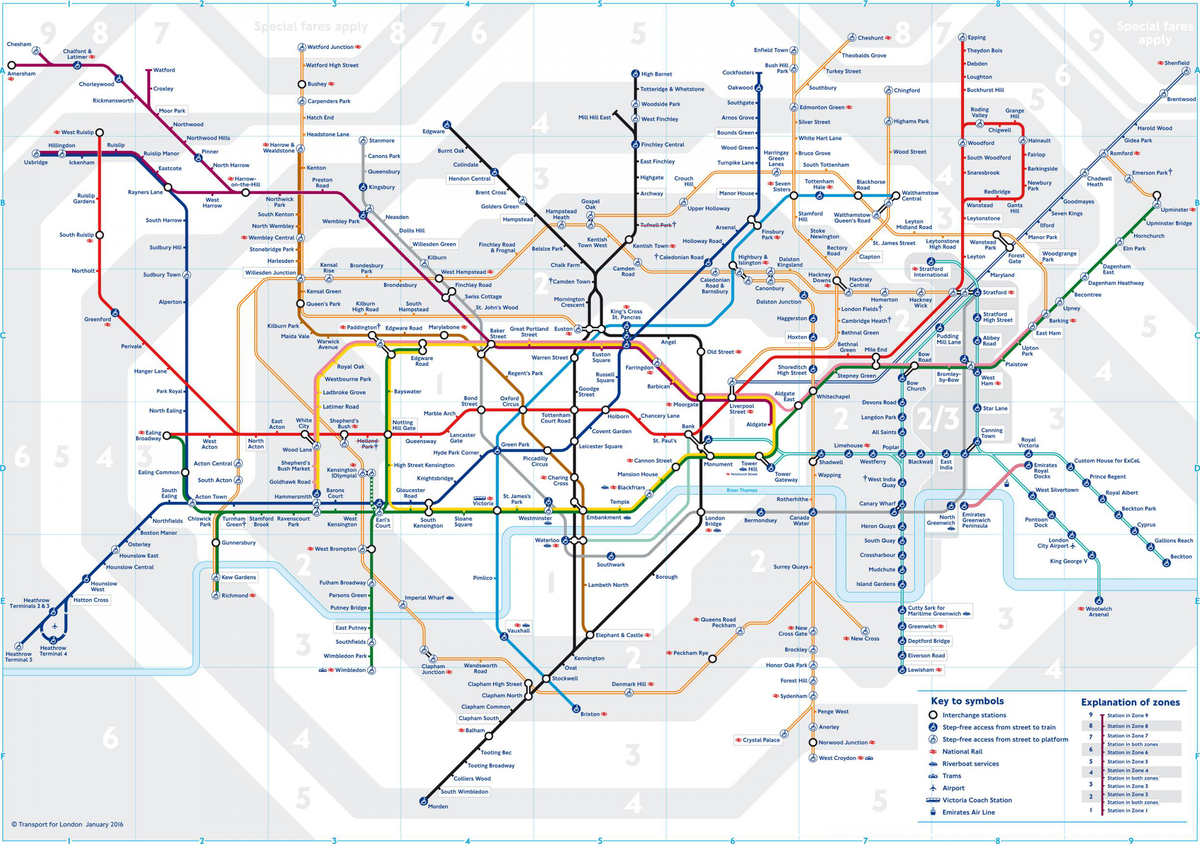 1 2 3 4 5 6 7 8 9
Special fares apply
Special fares
apply
Chesham
Chalfont &
Latimer
Amersham
Chorleywood
Rickmansworth
Watford
Croxley
Moor Park
Northwood
Northwood Hills
Pinner
North Harrow
Harrow-
on-the-Hill
Northwick
Park
Preston
Road
Wembley Park
West Ruislip
Hillingdon
Uxbridge
Ickenham
Ruislip
Ruislip Manor
Eastcote
Rayners Lane
West
Harrow
Ruislip
Gardens
South Ruislip
Northolt
Greenford
Perivale
Hanger Lane
South Harrow
Sudbury Hill
Sudbury Town
Alperton
Park Royal
North Ealing
Ealing
Broadway
West
Acton
North
Acton
East
Acton
White
City
Shepherd's
Bush
Holland
Park
Notting
Hill Gate
Queensway
Lancaster
Gate
Marble Arch
Bond
Street
Oxford
Circus
Tottenham
Court Road
Holborn
Chancery Lane
St. Paul's
Bank
Watford Junction
Watford High Street
Bushey
Carpenders Park
Hatch End
Headstone Lane
Harrow &
Wealdstone
Kenton
South Kenton
North Wembley
Wembley Central
Stonebridge Park
Harlesden
Willesden Junction
Kensal Green
Queen's Park
Kilburn Park
Maida Vale
Warwick
Avenue
Paddington
Edgware Road
Marylebone
Baker
Street
Stanmore
Canons Park
Queensbury
Kingsbury
Neasden
Dollis Hill
Willesden Green
Kilburn
West Hampstead
Finchley Road
Swiss Cottage
St. John's Wood
Kensal
Rise
Brondesbury
Park
Brondesbury
Kilburn
High Road
South
Hampstead
Finchley Road
& Frognal
Edgware
Burnt Oak
Colindale
Hendon Central
Brent Cross
Golders Green
Hampstead
Belsize Park
Chalk Farm
Camden Town
Mornington
Crescent
Euston
High Barnet
Totteridge & Whetstone
Woodside Park
West Finchley
Mill Hill East
Finchley Central
East Finchley
Highgate
Archway
Tufnell Park
Kentish Town
Hampstead
Heath
Gospel
Oak
Kentish
Town West
Camden
Road
Crouch
Hill
Upper Holloway
Cockfosters
Oakwood
Southgate
Arnos Grove
Bounds Green
Wood Green
Turnpike Lane
Manor House
Arsenal
Finsbury
Park
Holloway Road
Caledonian Road
Caledonian
Road &
Barnsbury
Highbury &
Islington
Canonbury
Dalston
Kingsland
Dalston Junction
Haggerston
Hoxton
Shoreditch
High Street
Enfield Town
Bush Hill
Park
Cheshunt
Theobalds Grove
Turkey Street
Southbury
Edmonton Green
Silver Street
White Hart Lane
Bruce Grove
Harringay
Green
Lanes
South Tottenham
Seven
Sisters
Tottenham
Hale
Blackhorse
Road
Walthamstow
Central
Walthamstow
Queen's Road
Stamford
Hill
Stoke
Newington
Rectory
Road
Clapton
St. James Street
Chingford
Highams Park
Wood Street
Leyton
Midland Road
Leytonstone
High Road
Hackney
Downs
Hackney
Central
Homerton
Hackney
Wick
London Fields
Cambridge Heath
Bethnal Green
Epping
Theydon Bois
Debden
Loughton
Buckhurst Hill
Roding
Valley
Chigwell
Grange
Hill
Hainault
Fairlop
Barkingside
Newbury
Park
Gants
Hill
Redbridge
Wanstead
Woodford
South Woodford
Snaresbrook
Leytonstone
Leyton
Stratford
Stratford
International
Wanstead
Park
Forest
Gate
Manor Park
Woodgrange
Park
Maryland
Ilford
Seven Kings
Goodmayes
Chadwell
Heath
Romford
Gidea Park
Harold Wood
Brentwood
Shenfield
Emerson Park
Upminster
Upminster Bridge
Hornchurch
Elm Park
Dagenham
East
Dagenham Heathway
Becontree
Upney
Barking
East Ham
Upton
Park
Plaistow
West
Ham
Bromley-
by-Bow
Bow
Road
Bow
Church
Mile End
Bethnal
Green
Stepney Green
Whitechapel
Aldgate
East
Aldgate
Liverpool
Street
Moorgate
Barbican
Farringdon
King's Cross
St. Pancras
Angel
Old Street
Euston
Square
Warren Street
Great Portland
Street
Regent's Park
Goodge
Street
Russell
Square
Covent Garden
Leicester Square
Piccadilly
Circus
Charing
Cross
Green Park
Hyde Park Corner
Knightsbridge
Royal Oak
Westbourne Park
Ladbroke Grove
Latimer Road
Wood Lane
Shepherd's
Bush Market
Goldhawk Road
Hammersmith
Edgware
Road
Bayswater
High Street Kensington
Kensington
(Olympia)
Gloucester
Road
South
Kensington
Sloane
Square
Victoria
St. James's
Park
Westminster
Embankment
Temple
Blackfriars
Mansion House
Cannon Street
Monument
Tower
Hill
Fenchurch Street
Tower
Gateway
River Thames
Ealing Common
Acton Central
South Acton
South
Ealing
Acton Town
Northfields
Boston Manor
Osterley
Hounslow East
Hounslow Central
Hounslow
West
Hatton Cross
Heathrow
Terminals 2 & 3
Heathrow
Terminal 4
Heathrow
Terminal 5
Chiswick
Park
Turnham
Green
Stamford
Brook
Ravenscourt
Park
Barons
Court
West
Kensington
Earl's
Court
Gunnersbury
Kew Gardens
Richmond
West Brompton
Fulham Broadway
Parsons Green
Putney Bridge
East Putney
Southfields
Wimbledon Park
Wimbledon
Imperial Wharf
Clapham
Junction
Wandsworth
Road
Clapham High Street
Clapham North
Clapham Common
Clapham South
Balham
Tooting Bec
Tooting Broadway
Colliers Wood
South Wimbledon
Morden
Pimlico
Vauxhall
Stockwell
Brixton
Oval
Kennington
Waterloo
Southwark
Lambeth North
Elephant & Castle
Borough
London
Bridge
Bermondsey
Canada
Water
Denmark Hill
Peckham Rye
Queens Road
Peckham
Shadwell
Wapping
Rotherhithe
Surrey Quays
New
Cross Gate
New Cross
Brockley
Honor Oak Park
Forest Hill
Sydenham
Crystal Palace
Penge West
Anerley
Norwood Junction
West Croydon
Limehouse
Westferry
Poplar
Blackwall
East
India
Canning
Town
Star Lane
Abbey
Road
Stratford
High Street
Pudding
Mill Lane
Devons Road
Langdon Park
All Saints
West India
Quay
Canary Wharf
Heron Quays
South Quay
Crossharbour
Mudchute
Island Gardens
Cutty Sark for
Maritime Greenwich
Greenwich
Deptford Bridge
Elverson Road
Lewisham
North
Greenwich
Emirates
Greenwich
Peninsula
Emirates
Royal
Docks
Royal
Victoria
Custom House for ExCeL
Prince Regent
Royal Albert
Beckton Park
Cyprus
Gallions Reach
Beckton
West Silvertown
Pontoon
Dock
London
City Airport
King George V
Woolwich
Arsenal
Key to symbols
Interchange stations
Step-free access from street to train
Step-free access from street to platform
National Rail
Riverboat services
Trams
Airport
Victoria Coach Station
Emirates Air Line
Explanation of zones
9 Station in Zone 9
8 Station in Zone 8
7 Station in Zone 7
Station in both zones
6 Station in Zone 6
5 Station in Zone 5
4 Station in Zone 4
Station in both zones
3 Station in Zone 3
2 Station in Zone 2
Station in both zones
1 Station in Zone 1
© Transport for London January 2016